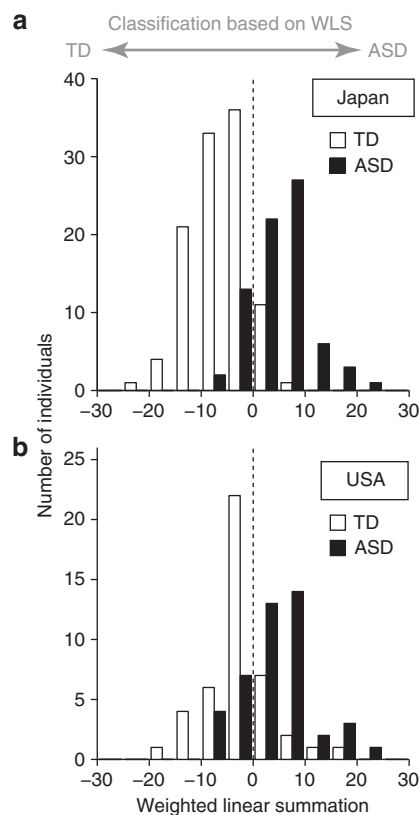 a
Classification based on WLS
TD ASD
40
30
20
10
0
Japan
TD
ASD
−30 −20 −10 0 10 20 30
Number of individuals
b
25
20
15
10
5
0
USA
TD
ASD
−30 −20 −10 0 10 20 30
Weighted linear summation